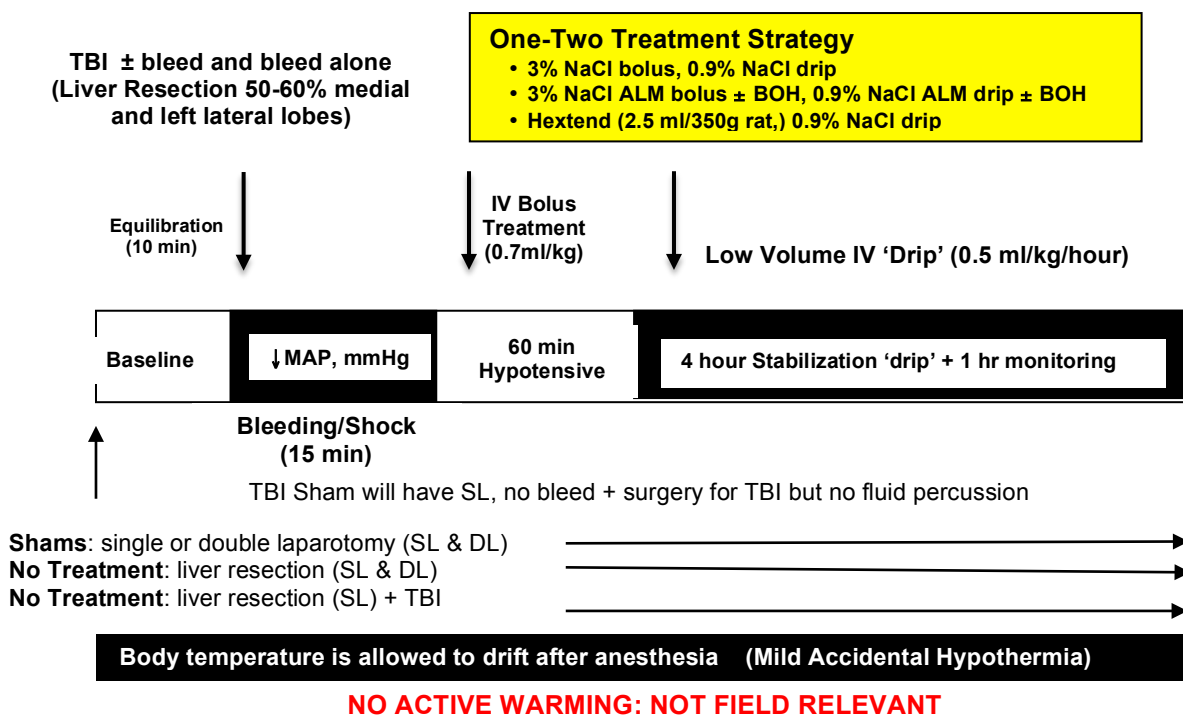 TBI ± bleed and bleed alone
(Liver Resection 50-60% medial
and left lateral lobes)
One-Two Treatment Strategy
• 3% NaCl bolus, 0.9% NaCl drip
• 3% NaCl ALM bolus ± BOH, 0.9% NaCl ALM drip ± BOH
• Hextend (2.5 ml/350g rat,) 0.9% NaCl drip
Equilibration
(10 min)
IV Bolus
Treatment
(0.7ml/kg)
Low Volume IV ‘Drip’ (0.5 ml/kg/hour)
Baseline
↓MAP, mmHg
60 min
Hypotensive
4 hour Stabilization ‘drip’ + 1 hr monitoring
Bleeding/Shock
(15 min)
TBI Sham will have SL, no bleed + surgery for TBI but no fluid percussion
Shams: single or double laparotomy (SL & DL)
No Treatment: liver resection (SL & DL)
No Treatment: liver resection (SL) + TBI
Body temperature is allowed to drift after anesthesia (Mild Accidental Hypothermia)
NO ACTIVE WARMING: NOT FIELD RELEVANT